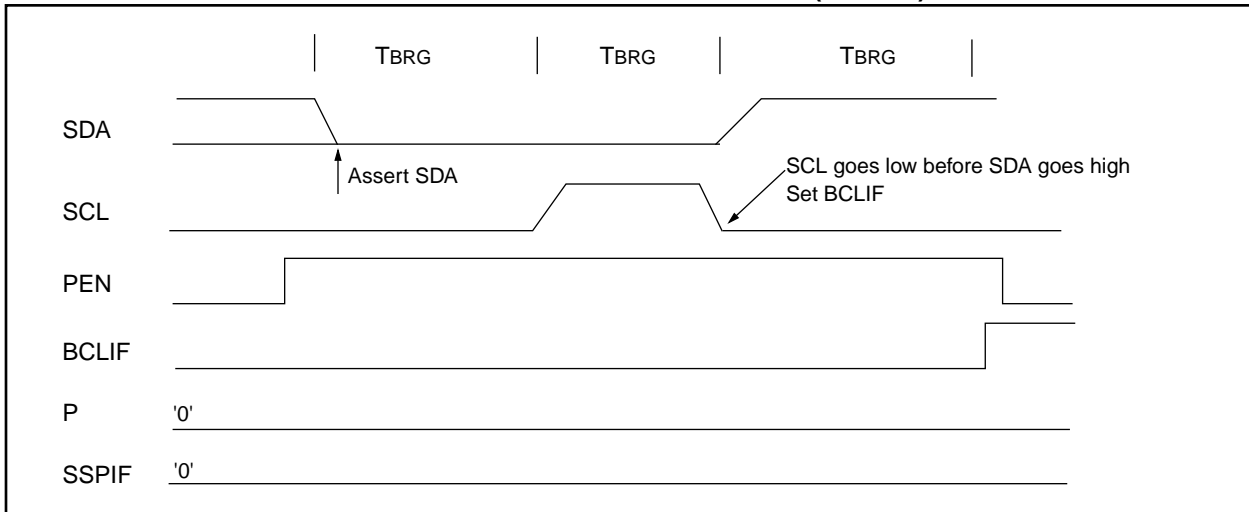 TBRG TBRG TBRG
SDA
Assert SDA
SCL goes low before SDA goes high
Set BCLIF
SCL
PEN
BCLIF
P '0'
SSPIF '0'